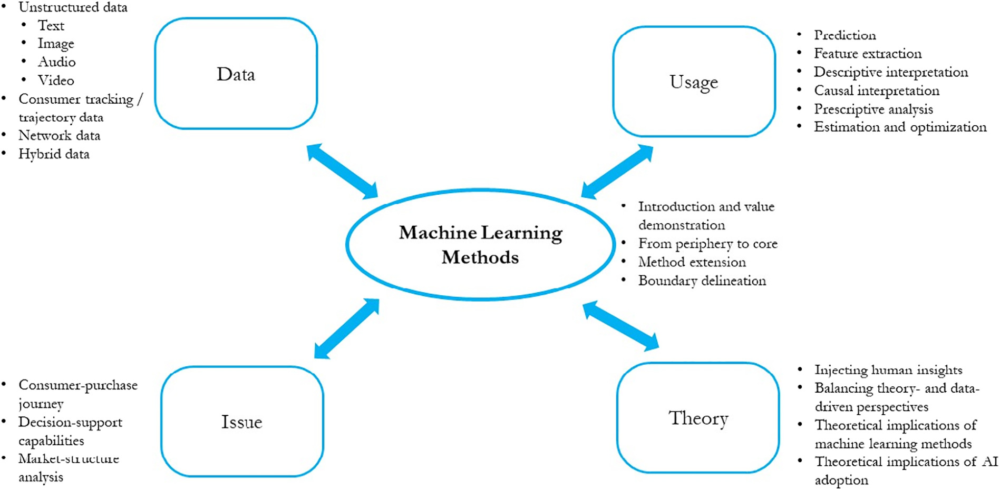 • Unstructured data
• Text
• Image
• Audio
• Video
• Consumer tracking /
trajectory data
• Network data
• Hybrid data
Data
Usage
• Prediction
• Feature extraction
• Descriptive interpretation
• Causal interpretation
• Prescriptive analysis
• Estimation and optimization
Machine Learning
Methods
• Introduction and value
demonstration
• From periphery to core
• Method extension
• Boundary delineation
• Consumer-purchase
journey
• Decision-support
capabilities
• Market-structure
analysis
Issue
Theory
• Injecting human insights
• Balancing theory- and data-
driven perspectives
• Theoretical implications of
machine learning methods
• Theoretical implications of AI
adoption